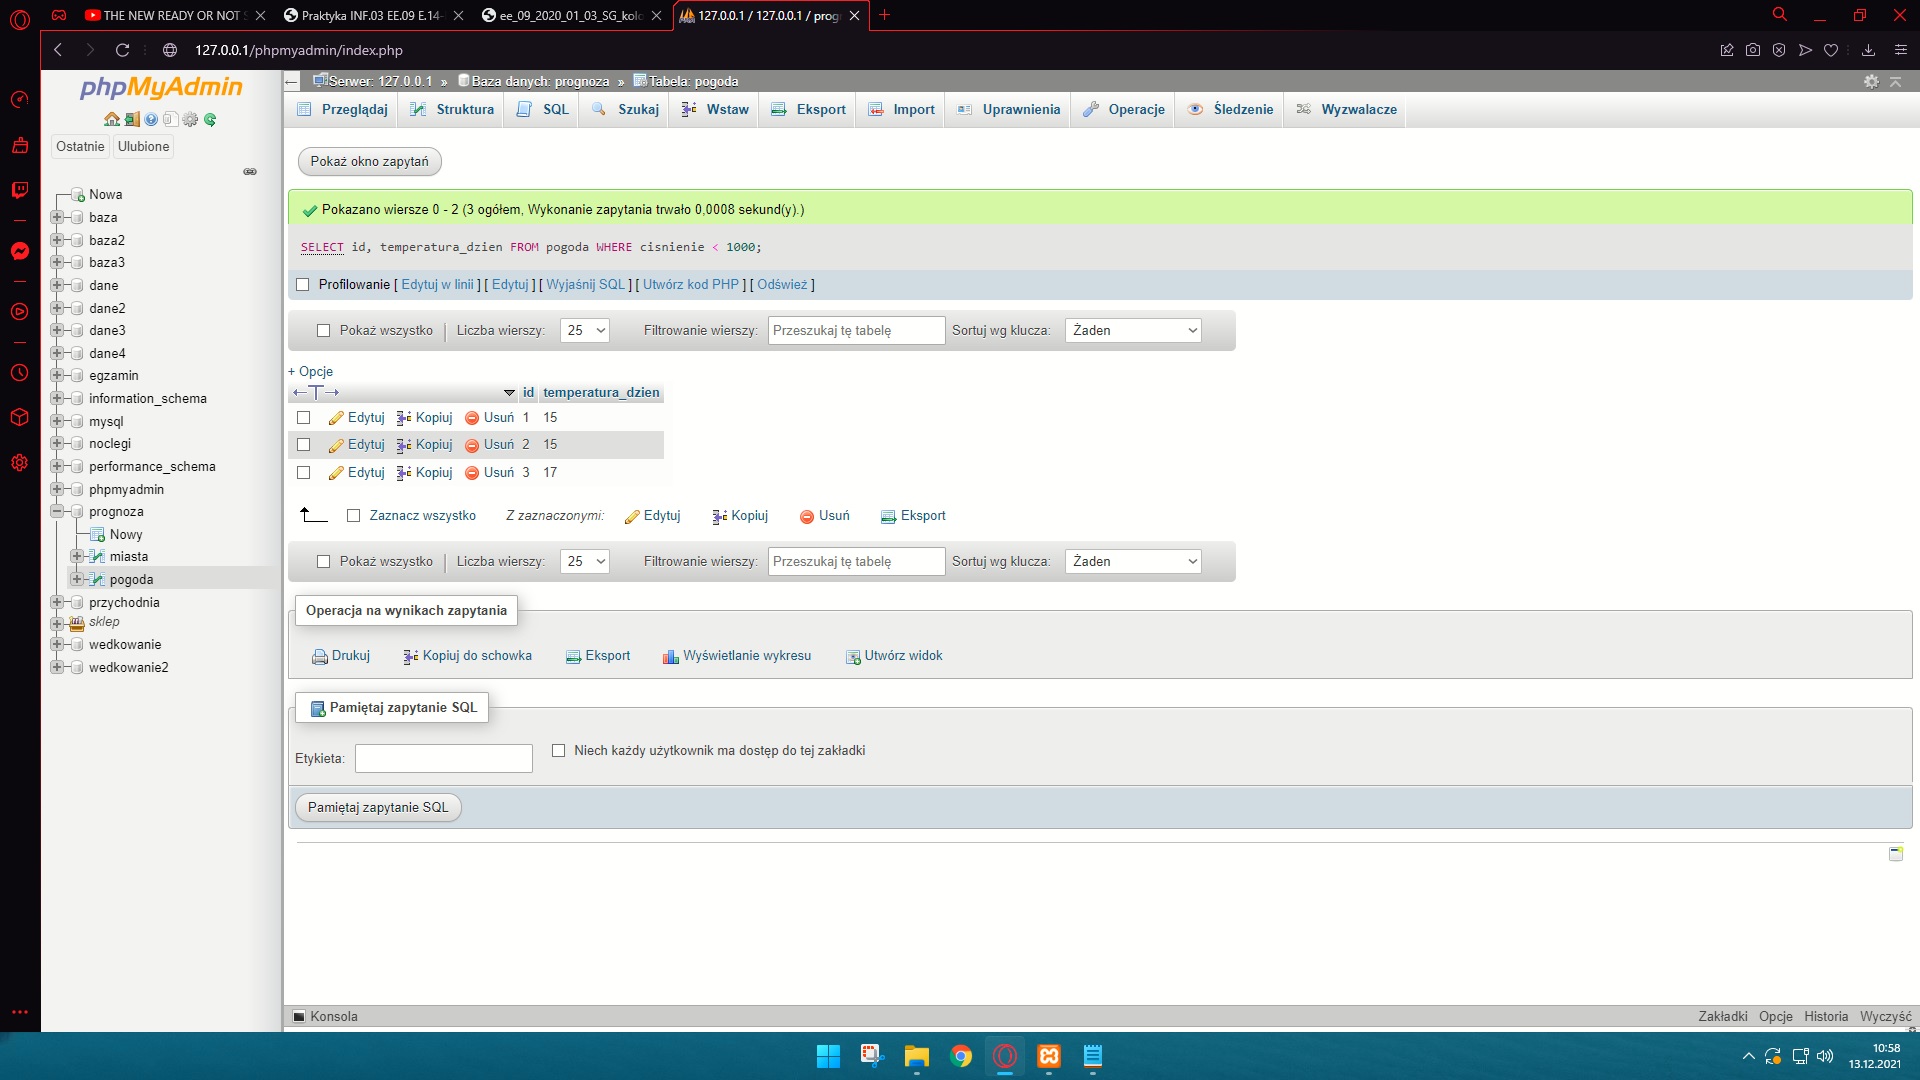 THE NEW READY OR NOT S
Praktyka INF.03 EE.09 E.14-
ee_09_2020_01_03_SG_kolo
127.0.0.1 / 127.0.0.1 / prog
127.0.0.1/phpmyadmin/index.php
phpMyAdmin
Ostatnie
Ulubione
Nowa
baza
baza2
baza3
dane
dane2
dane3
dane4
egzamin
information_schema
mysql
noclegi
performance_schema
phpmyadmin
prognoza
Nowy
miasta
pogoda
przychodnia
sklep
wedkowanie
wedkowanie2
Serwer: 127.0.0.1 » Baza danych: prognoza » Tabela: pogoda
Przeglądaj Struktura SQL Szukaj Wstaw Eksport Import Uprawnienia Operacje Śledzenie Wyzwalacze
Pokaż okno zapytań
Pokazano wiersze 0 - 2 (3 ogółem, Wykonanie zapytania trwało 0,0008 sekund(y).)
SELECT id, temperatura_dzien FROM pogoda WHERE cisnienie < 1000;
Profilowanie [ Edytuj w linii ] [ Edytuj ] [ Wyjaśnij SQL ] [ Utwórz kod PHP ] [ Odśwież ]
Pokaż wszystko Liczba wierszy: 25 Filtrowanie wierszy: Przeszukaj tę tabelę Sortuj wg klucza: Żaden
+ Opcje
←T→ id temperatura_dzien
Edytuj Kopiuj Usuń 1 15
Edytuj Kopiuj Usuń 2 15
Edytuj Kopiuj Usuń 3 17
Zaznacz wszystko Z zaznaczonymi: Edytuj Kopiuj Usuń Eksport
Pokaż wszystko Liczba wierszy: 25 Filtrowanie wierszy: Przeszukaj tę tabelę Sortuj wg klucza: Żaden
Operacja na wynikach zapytania
Drukuj Kopiuj do schowka Eksport Wyświetlanie wykresu Utwórz widok
Pamiętaj zapytanie SQL
Etykieta: Niech każdy użytkownik ma dostęp do tej zakładki
Pamiętaj zapytanie SQL
Konsola
Zakładki Opcje Historia Wyczyść
10:58
13.12.2021